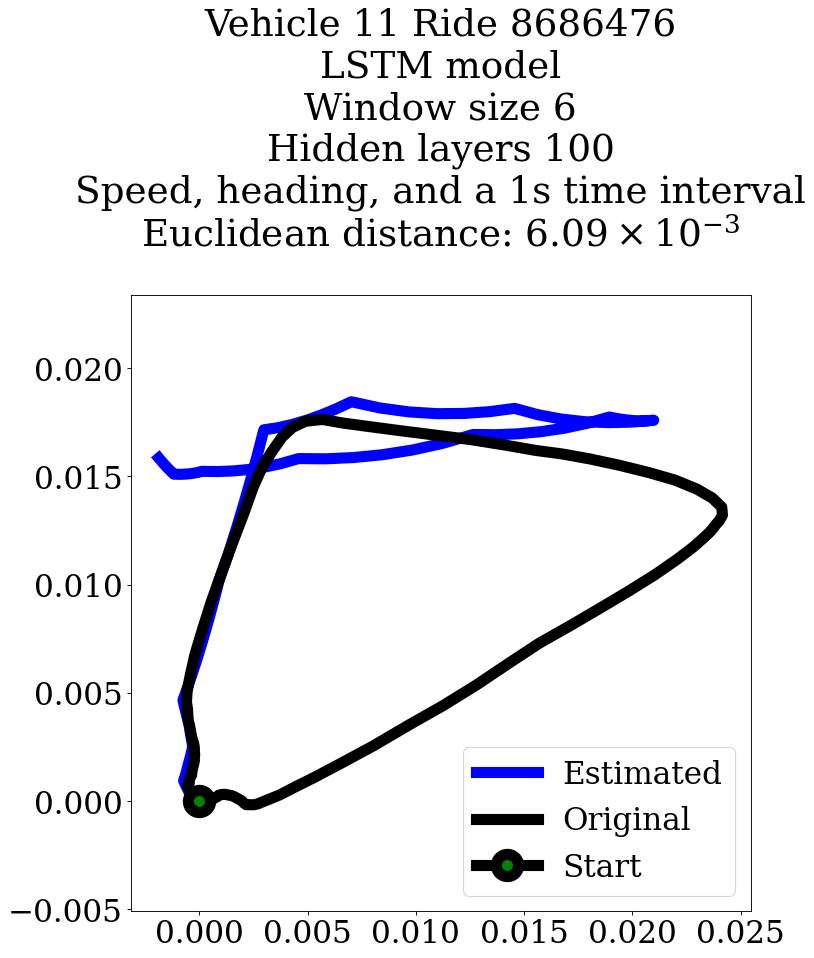 Vehicle 11 Ride 8686476
LSTM model
Window size 6
Hidden layers 100
Speed, heading, and a 1s time interval
Euclidean distance: 6.09 × 10⁻³
0.020
0.015
0.010
0.005
0.000
−0.005
Estimated
Original
Start
0.000 0.005 0.010 0.015 0.020 0.025